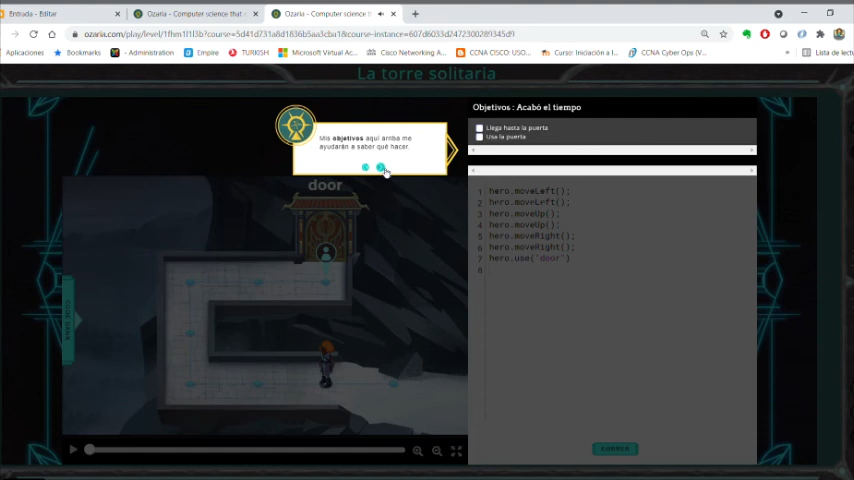 Entruda - Editar
Ozaria - Computer science that c
Ozaria - Computer science th
ozaria.com/play/level/1fhm1l1l3b?course=5d41d731a8d1836b5aa3cba1&course-instance=607d6033d2472300289345d9
Aplicaciones
Bookmarks
- Administration
Empire
TURKISH
Microsoft Virtual Ac...
Cisco Networking A...
CCNA CISCO: USO...
Curso: Iniciación a l...
CCNA Cyber Ops (V...
»
Lista de lectu
La torre solitaria
Objetivos : Acabó el tiempo
Llega hasta la puerta
Usa la puerta
Mis objetivos aquí arriba me
ayudarán a saber qué hacer.
door
1 hero.moveLeft();
2 hero.moveLeft();
3 hero.moveUp();
4 hero.moveUp();
5 hero.moveRight();
6 hero.moveRight();
7 hero.use('door')
8
CORRER